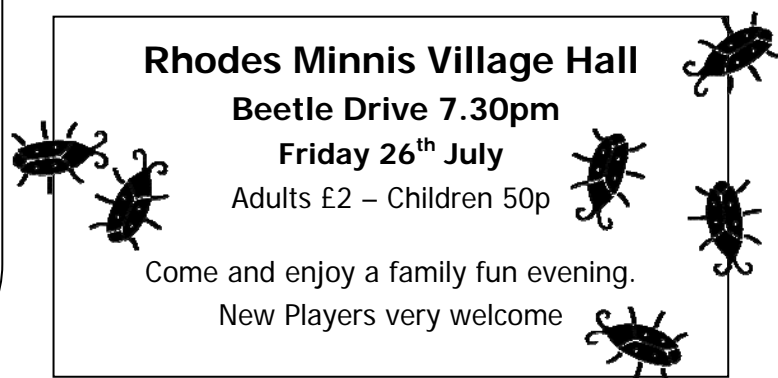 Rhodes Minnis Village Hall
Beetle Drive 7.30pm
Friday 26th July
Adults £2 – Children 50p
Come and enjoy a family fun evening.
New Players very welcome